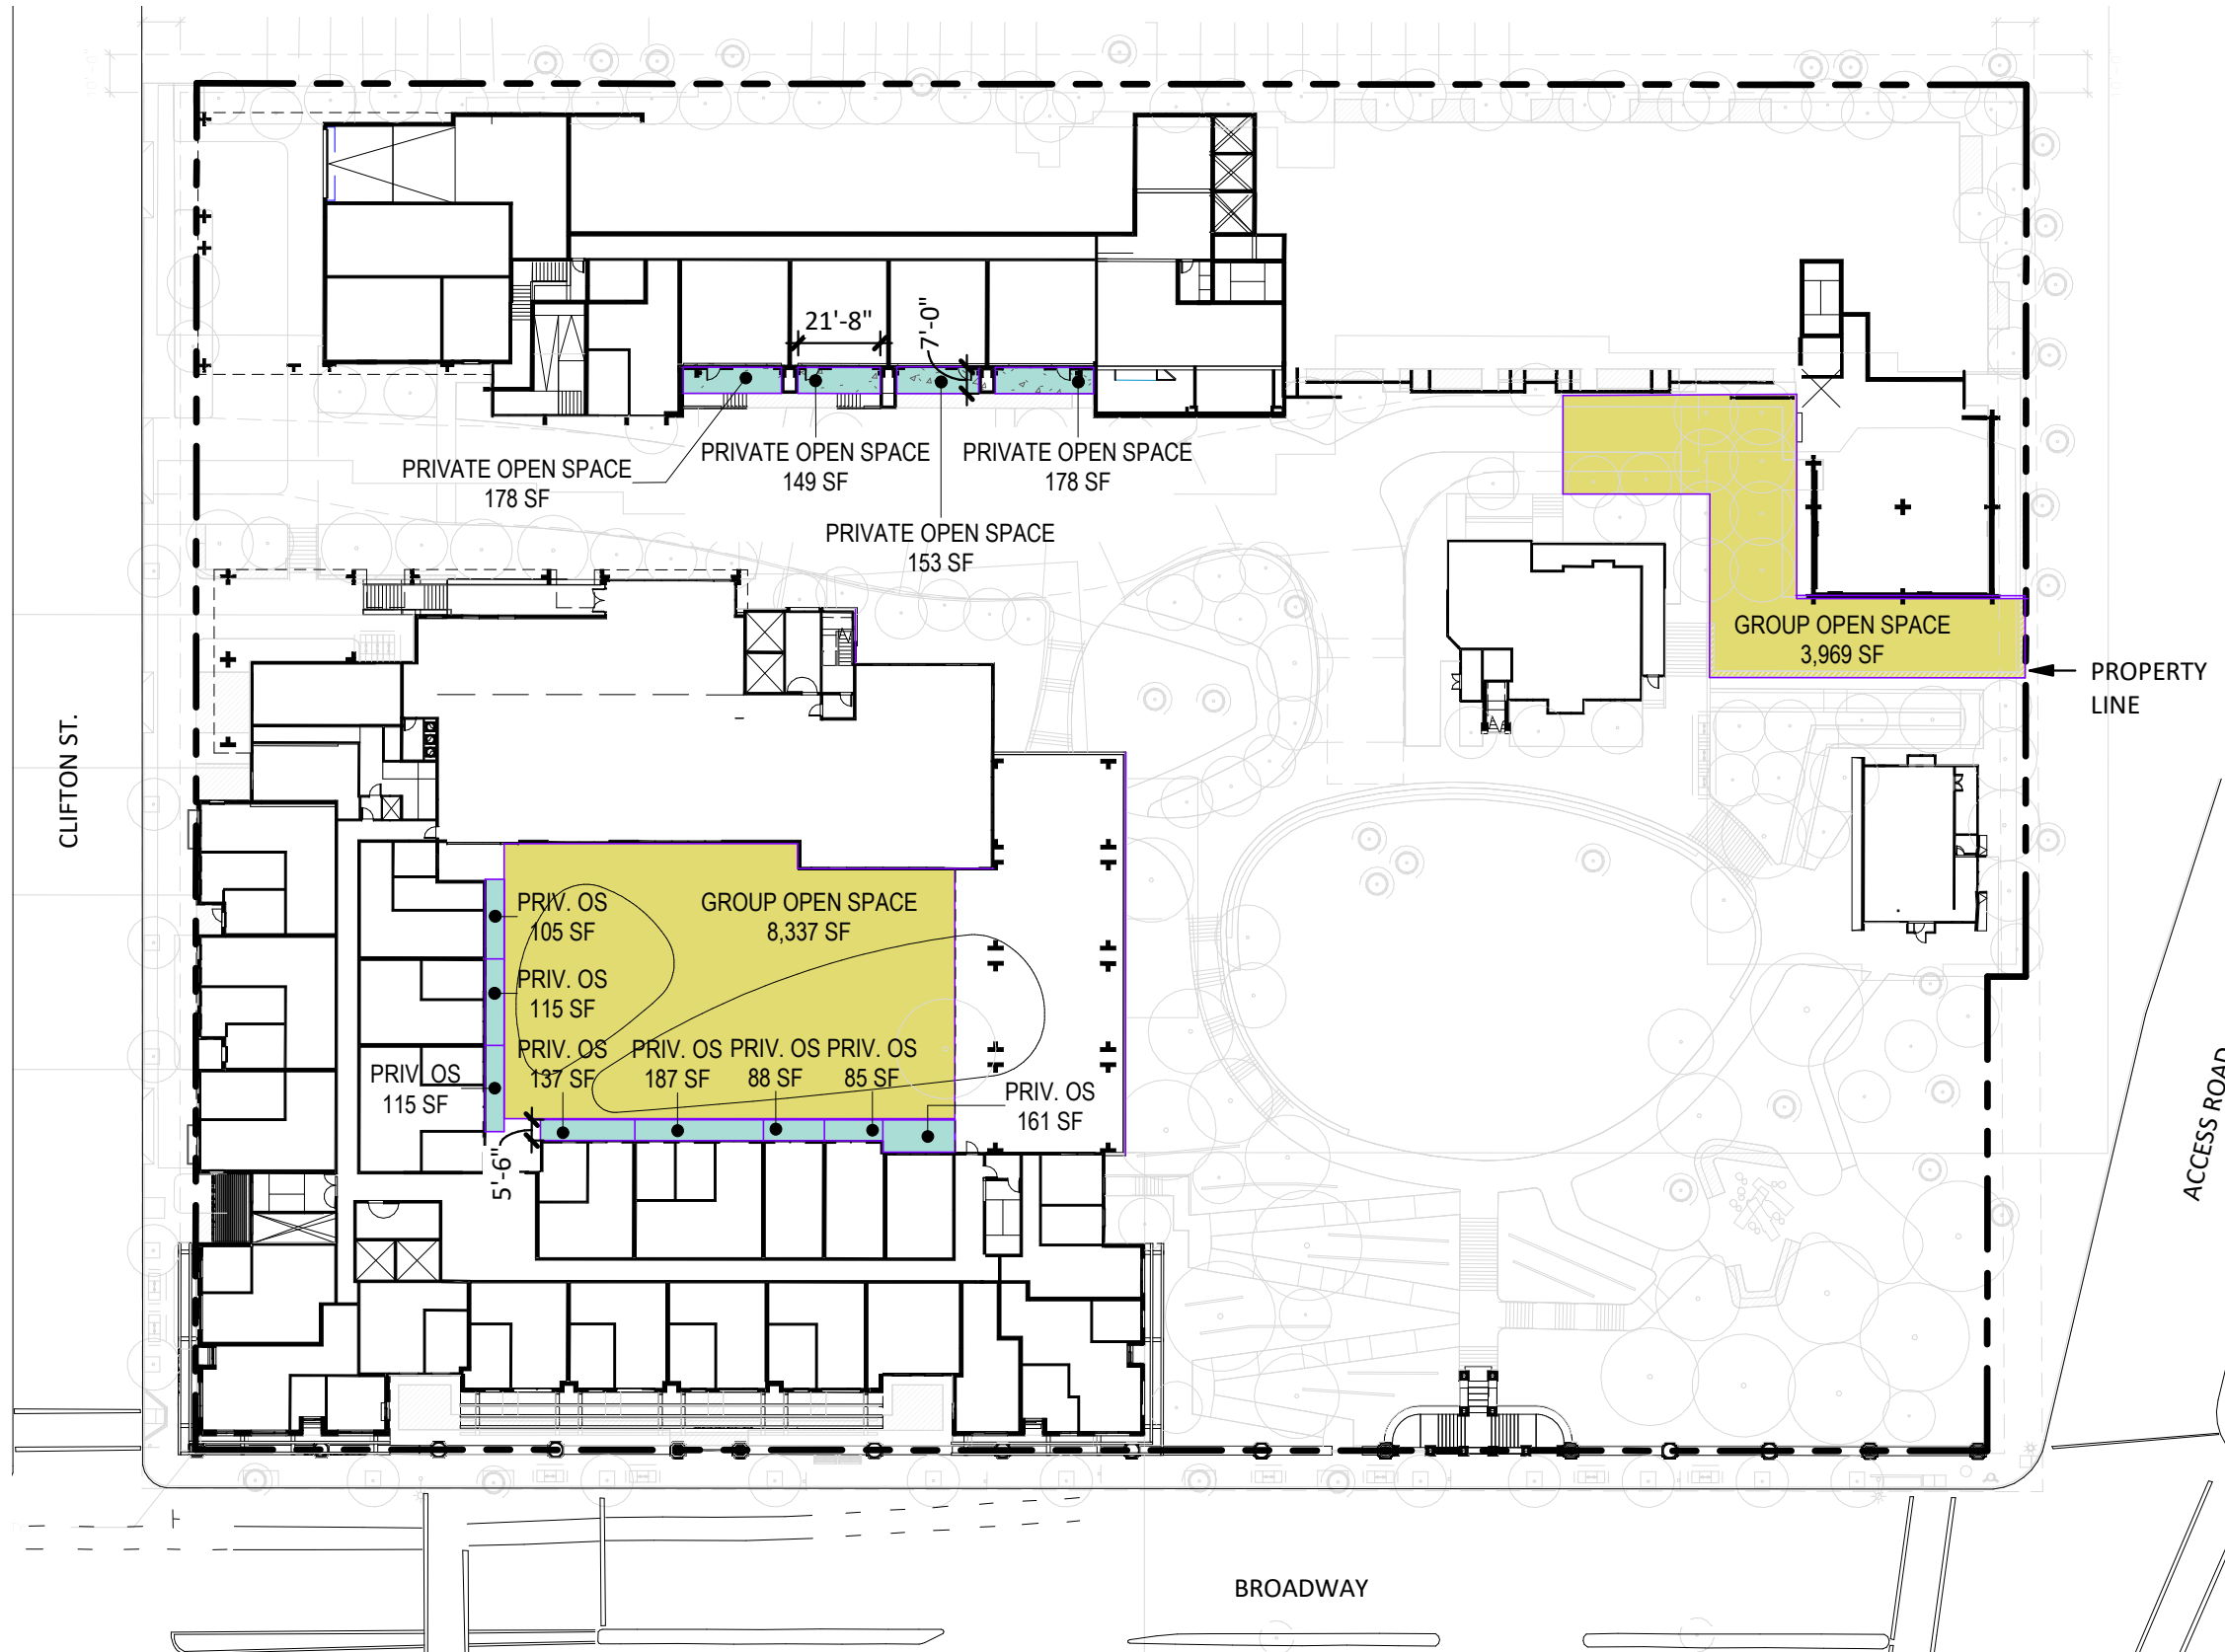 21'-8"
7'-0"
PRIVATE OPEN SPACE
178 SF
PRIVATE OPEN SPACE
149 SF
PRIVATE OPEN SPACE
178 SF
PRIVATE OPEN SPACE
153 SF
GROUP OPEN SPACE
3,969 SF
PROPERTY
LINE
CLIFTON ST.
PRIV. OS
105 SF
GROUP OPEN SPACE
8,337 SF
PRIV. OS
115 SF
PRIV. OS
115 SF
PRIV. OS
137 SF
PRIV. OS
187 SF
PRIV. OS
88 SF
PRIV. OS
85 SF
PRIV. OS
161 SF
5'-6"
ACCESS ROAD
BROADWAY